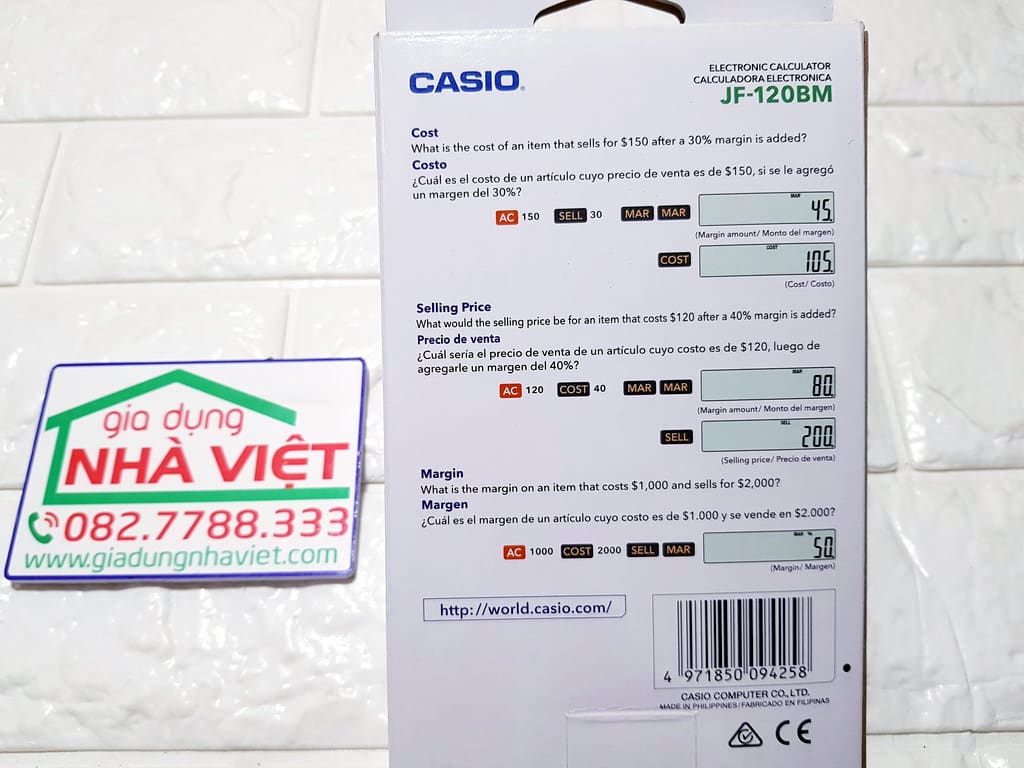 CASIO
ELECTRONIC CALCULATOR
CALCULADORA ELECTRONICA
JF-120BM
Cost
What is the cost of an item that sells for $150 after a 30% margin is added?
Costo
¿Cuál es el costo de un artículo cuyo precio de venta es de $150, si se le agregó
un margen del 30%?
AC 150 SELL 30 MAR MAR
MAR
45.
(Margin amount/ Monto del margen)
COST
COST
105.
(Cost/ Costo)
Selling Price
What would the selling price be for an item that costs $120 after a 40% margin is added?
Precio de venta
¿Cuál sería el precio de venta de un artículo cuyo costo es de $120, luego de
agregarle un margen del 40%?
AC 120 COST 40 MAR MAR
MAR
80.
(Margin amount/ Monto del margen)
SELL
SELL
200.
(Selling price/ Precio de venta)
Margin
What is the margin on an item that costs $1,000 and sells for $2,000?
Margen
¿Cuál es el margen de un artículo cuyo costo es de $1.000 y se vende en $2.000?
AC 1000 COST 2000 SELL MAR
MAR %
50.
(Margin/ Margen)
http://world.casio.com/
4 971850 094258
CASIO COMPUTER CO., LTD.
MADE IN PHILIPPINES/FABRICADO EN FILIPINAS
CE
gia dụng
NHÀ VIỆT
082.7788.333
www.giadungnhaviet.com